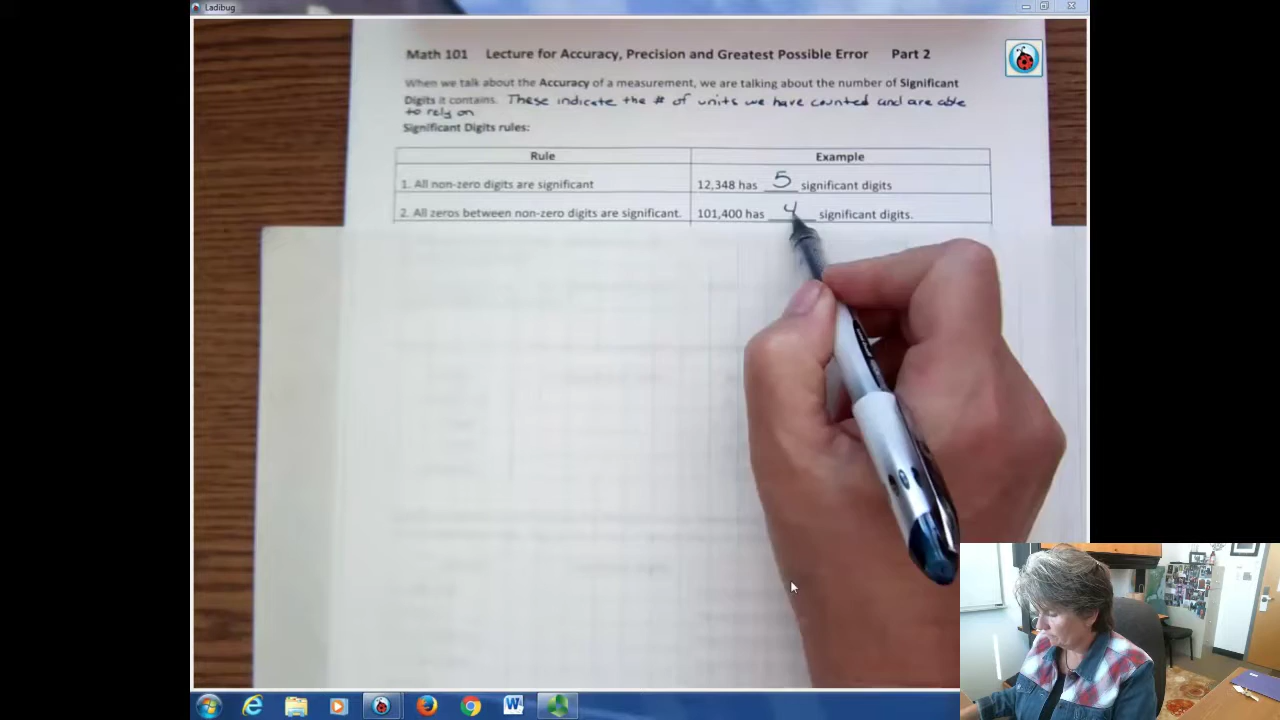 Ladibug
Math 101 Lecture for Accuracy, Precision and Greatest Possible Error Part 2
When we talk about the Accuracy of a measurement, we are talking about the number of Significant
Digits it contains. These indicate the # of units we have counted and are able
to rely on
Significant Digits rules:
Rule Example
1. All non-zero digits are significant 12,348 has 5 significant digits
2. All zeros between non-zero digits are significant. 101,400 has 4 significant digits.